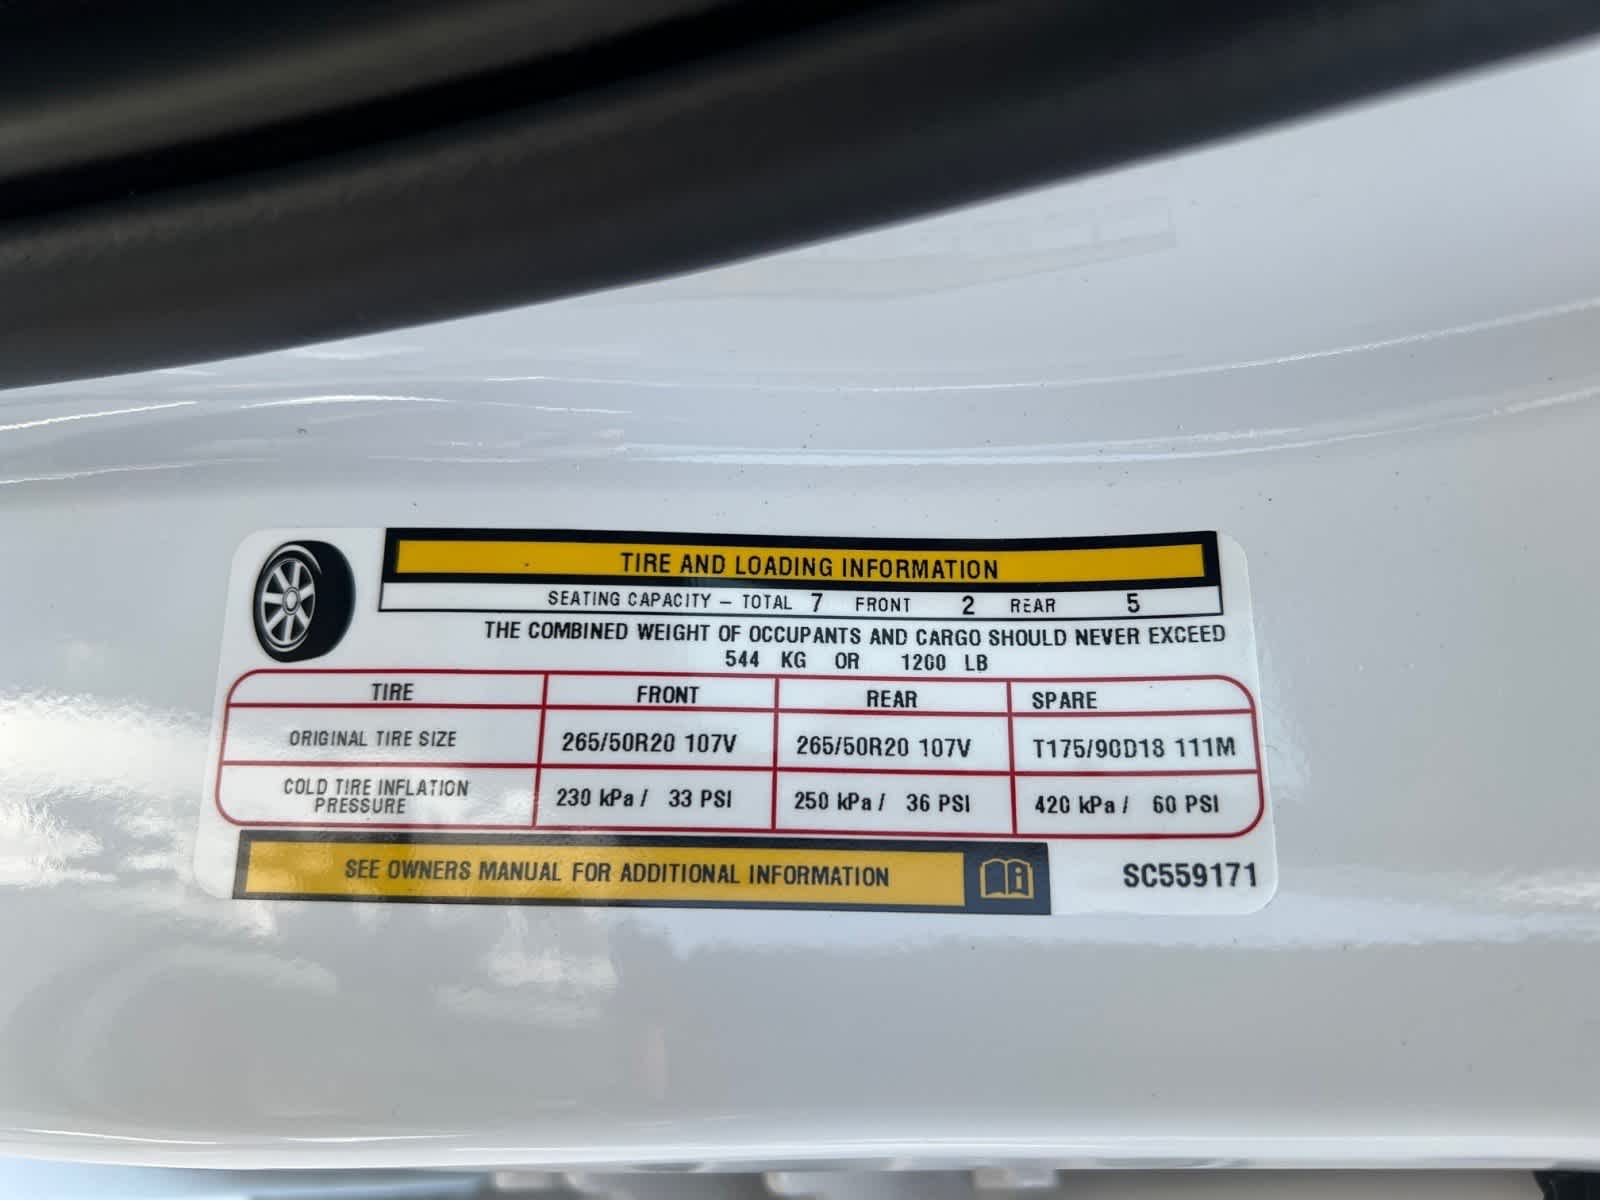 TIRE AND LOADING INFORMATION
SEATING CAPACITY – TOTAL 7 FRONT 2 REAR 5
THE COMBINED WEIGHT OF OCCUPANTS AND CARGO SHOULD NEVER EXCEED
544 KG OR 1200 LB
TIRE FRONT REAR SPARE
ORIGINAL TIRE SIZE 265/50R20 107V 265/50R20 107V T175/90D18 111M
COLD TIRE INFLATION
PRESSURE 230 kPa / 33 PSI 250 kPa / 36 PSI 420 kPa / 60 PSI
SEE OWNERS MANUAL FOR ADDITIONAL INFORMATION
SC559171